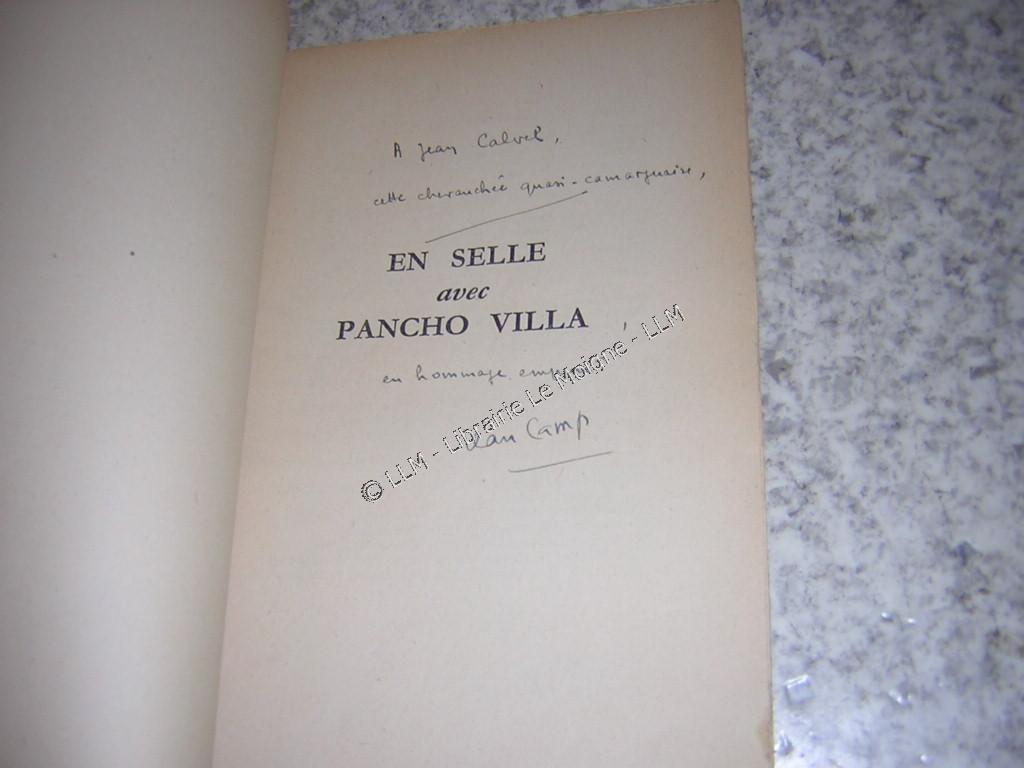 A Jean Calvel,
cette chevauchée quasi-camarguaise,
EN SELLE
avec
PANCHO VILLA,
en hommage
Jean Camp
© LLM - Librairie Le Moigne - LLM